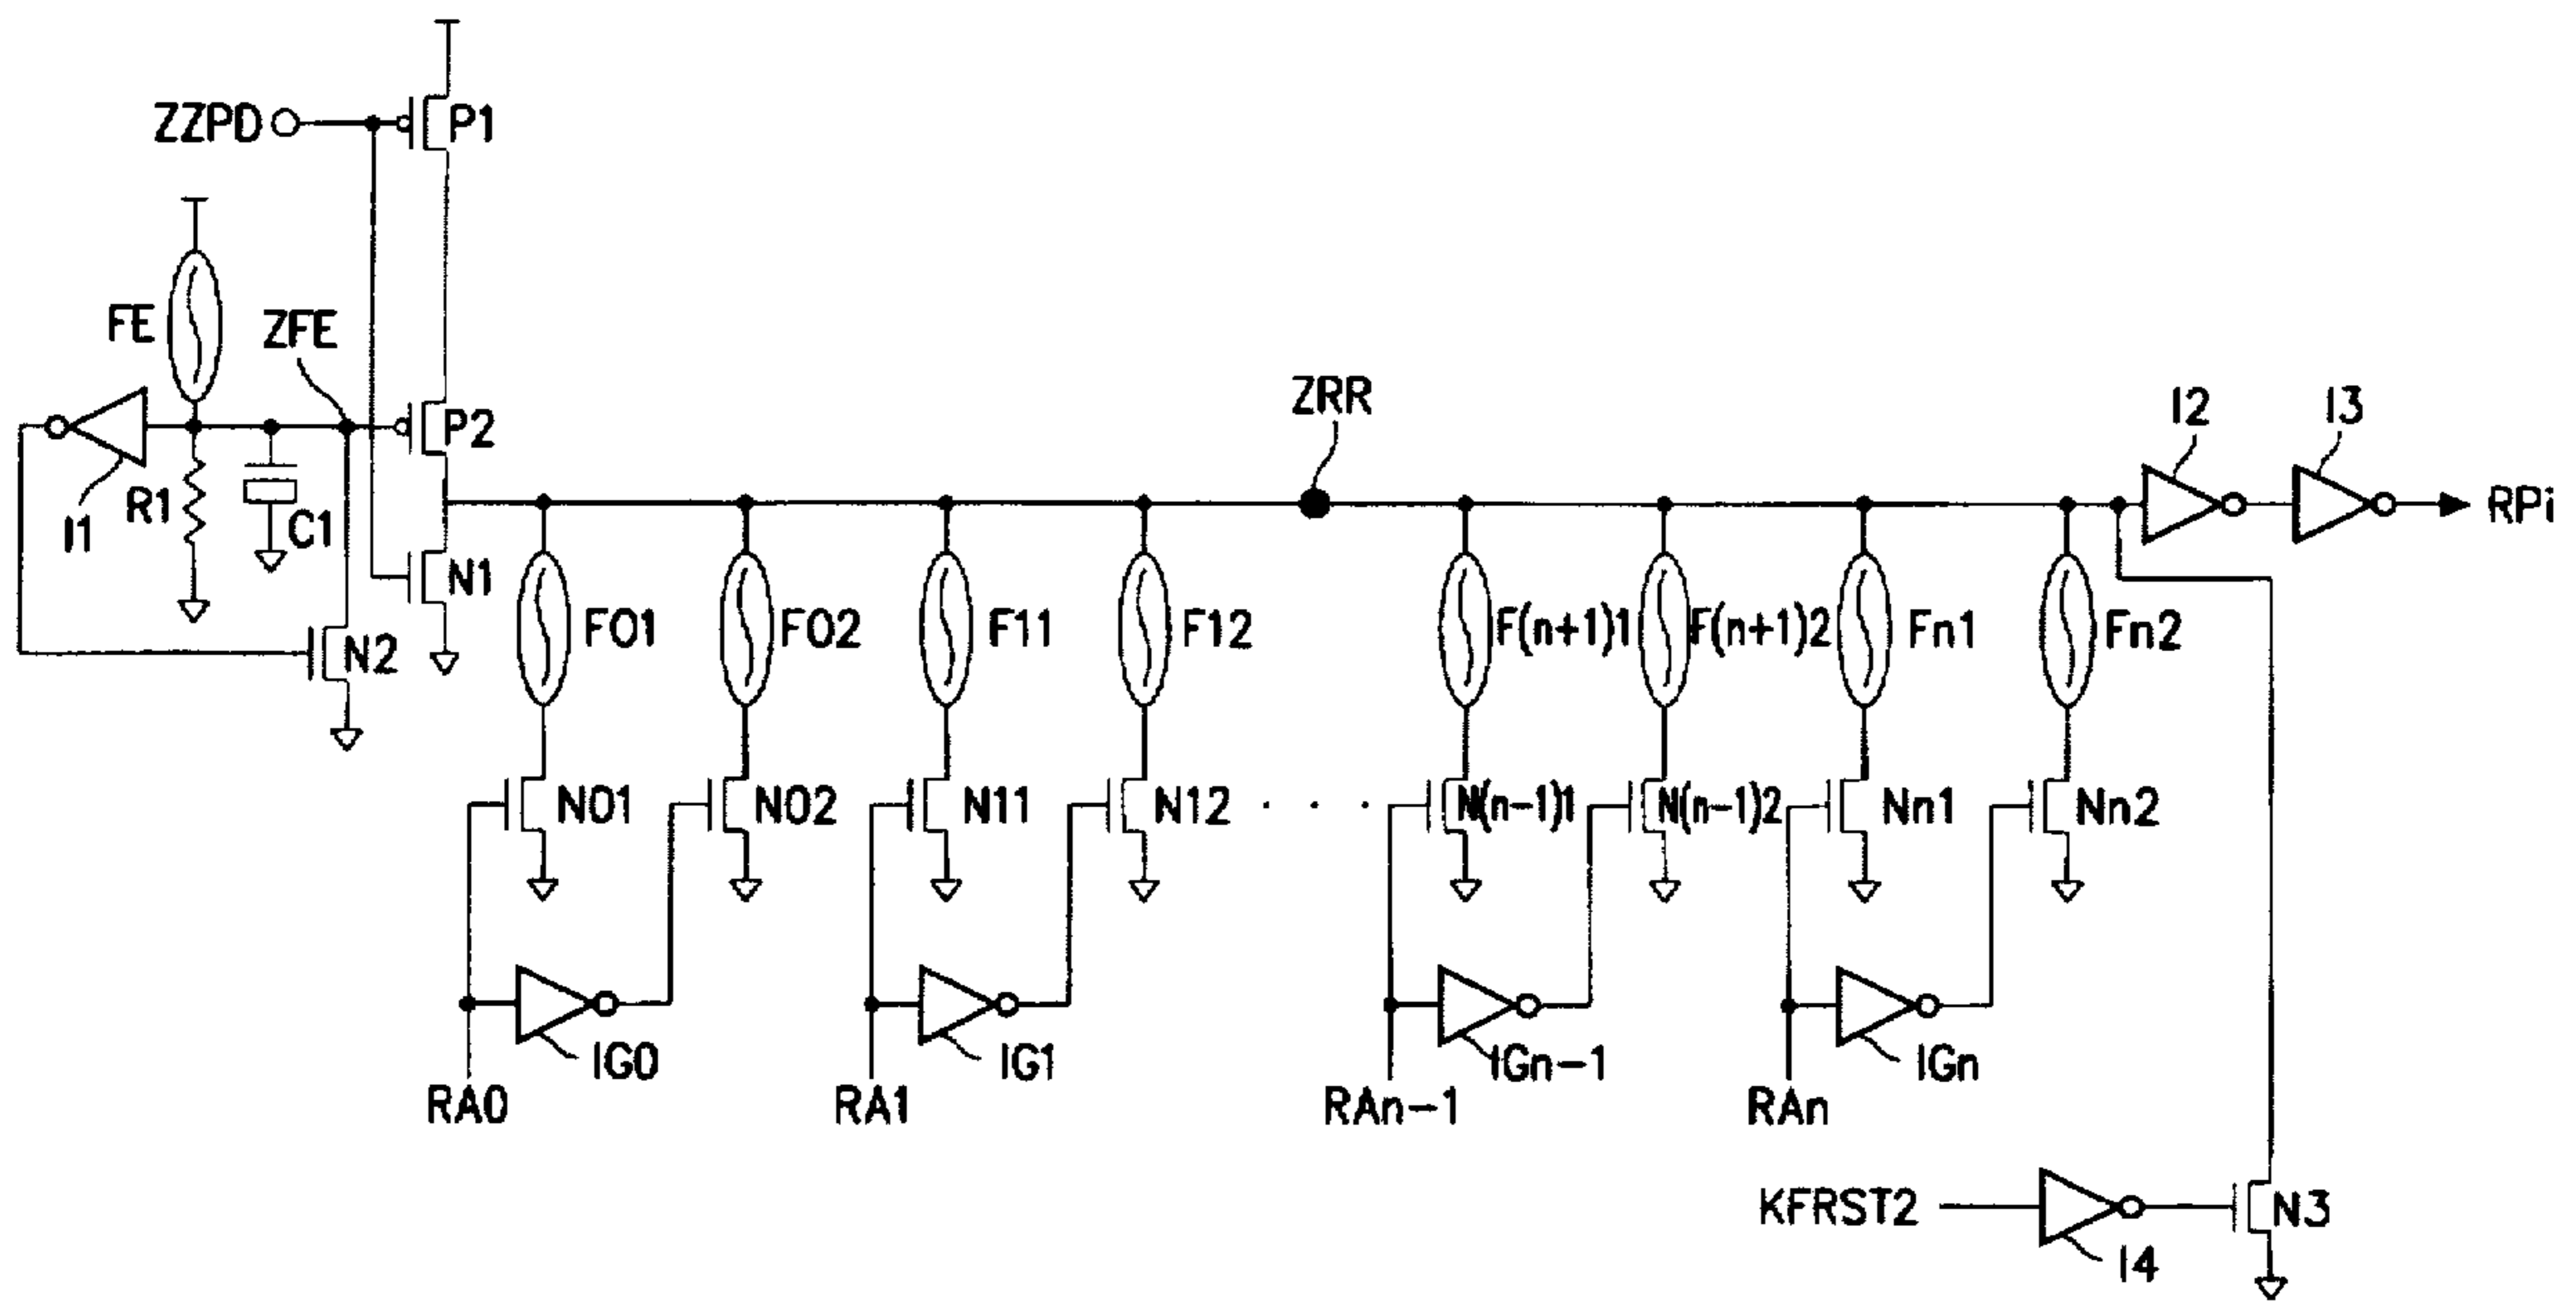 ZZPD
P1
FE
ZFE
P2
ZRR
I2
I3
I1
R1
C1
N1
RPi
N2
F01
F02
F11
F12
F(n+1)1
F(n+1)2
Fn1
Fn2
N01
N02
N11
N12
. . .
N(n-1)1
N(n-1)2
Nn1
Nn2
IG0
IG1
IGn-1
IGn
RA0
RA1
RAn-1
RAn
KFRST2
I4
N3